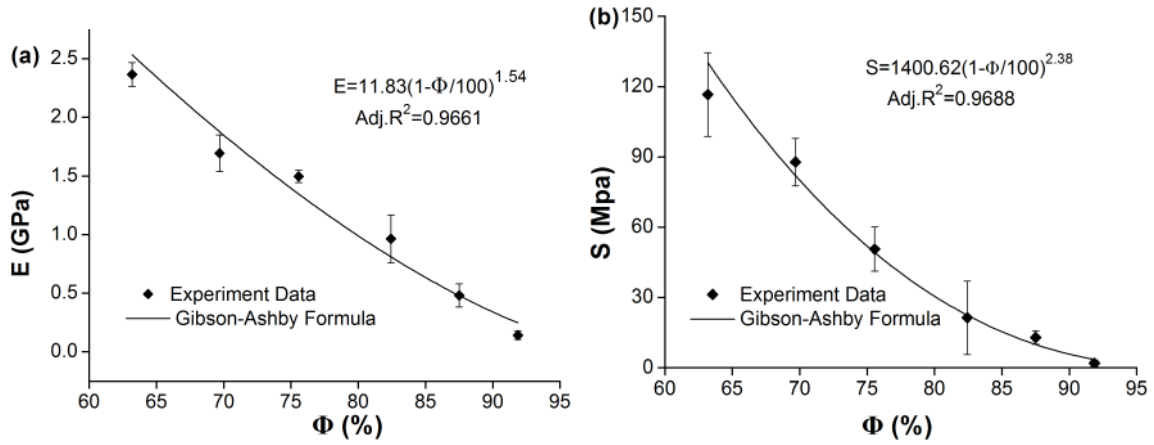 (a)
E=11.83(1-Φ/100)^1.54
Adj.R^2=0.9661
E (GPa)
2.5
2.0
1.5
1.0
0.5
0.0
Experiment Data
Gibson-Ashby Formula
60 65 70 75 80 85 90 95
Φ (%)
(b)
S=1400.62(1-Φ/100)^2.38
Adj.R^2=0.9688
S (Mpa)
150
120
90
60
30
0
Experiment Data
Gibson-Ashby Formula
60 65 70 75 80 85 90 95
Φ (%)